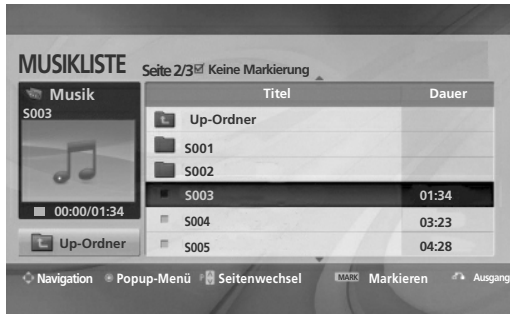 MUSIKLISTE Seite 2/3 Keine Markierung
Musik
S003
00:00/01:34
Up-Ordner
Titel Dauer
Up-Ordner
S001
S002
S003 01:34
S004 03:23
S005 04:28
Navigation Popup-Menü P Seitenwechsel MARK Markieren Ausgang